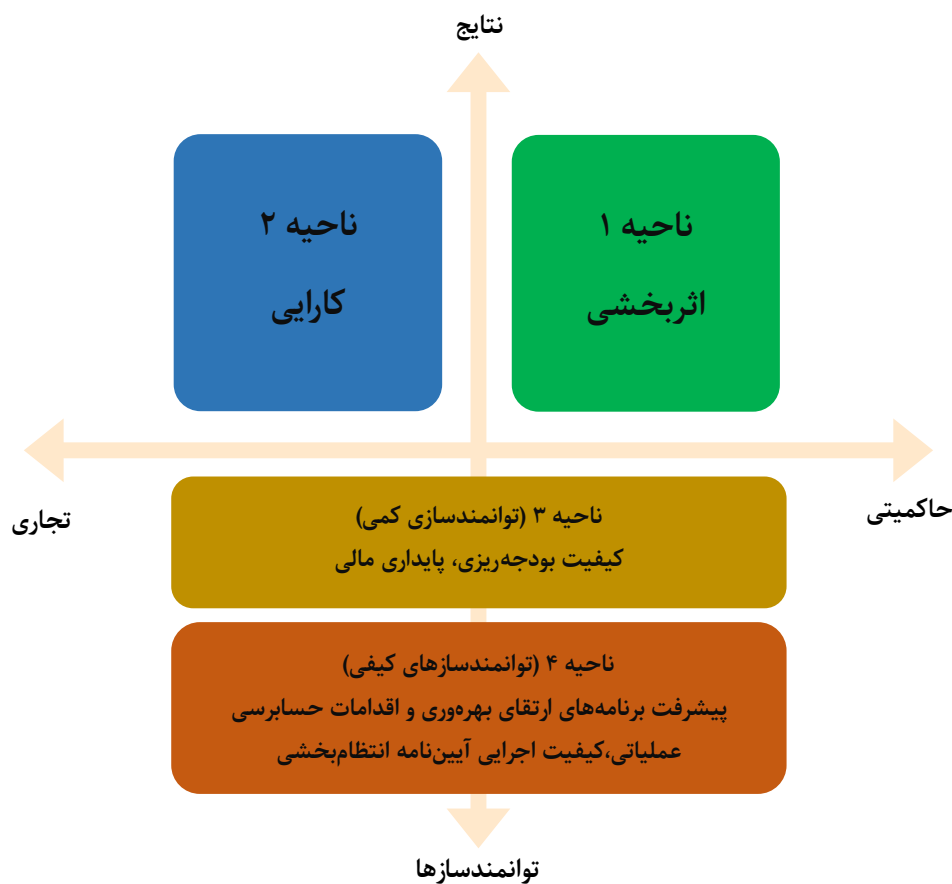 نتایج
ناحیه ۱
اثربخشی
ناحیه ۲
کارایی
حاکمیتی
تجاری
ناحیه ۳ (توانمندسازی کمی)
کیفیت بودجه‌ریزی، پایداری مالی
ناحیه ۴ (توانمندسازهای کیفی)
پیشرفت برنامه‌های ارتقای بهره‌وری و اقدامات حسابرسی
عملیاتی،کیفیت اجرایی آیین‌نامه انتظام‌بخشی
توانمندسازها